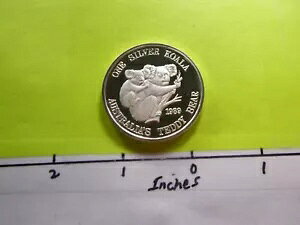 ONE SILVER KOALA
1989
AUSTRALIA'S TEDDY BEAR
2 1 0 1
Inches